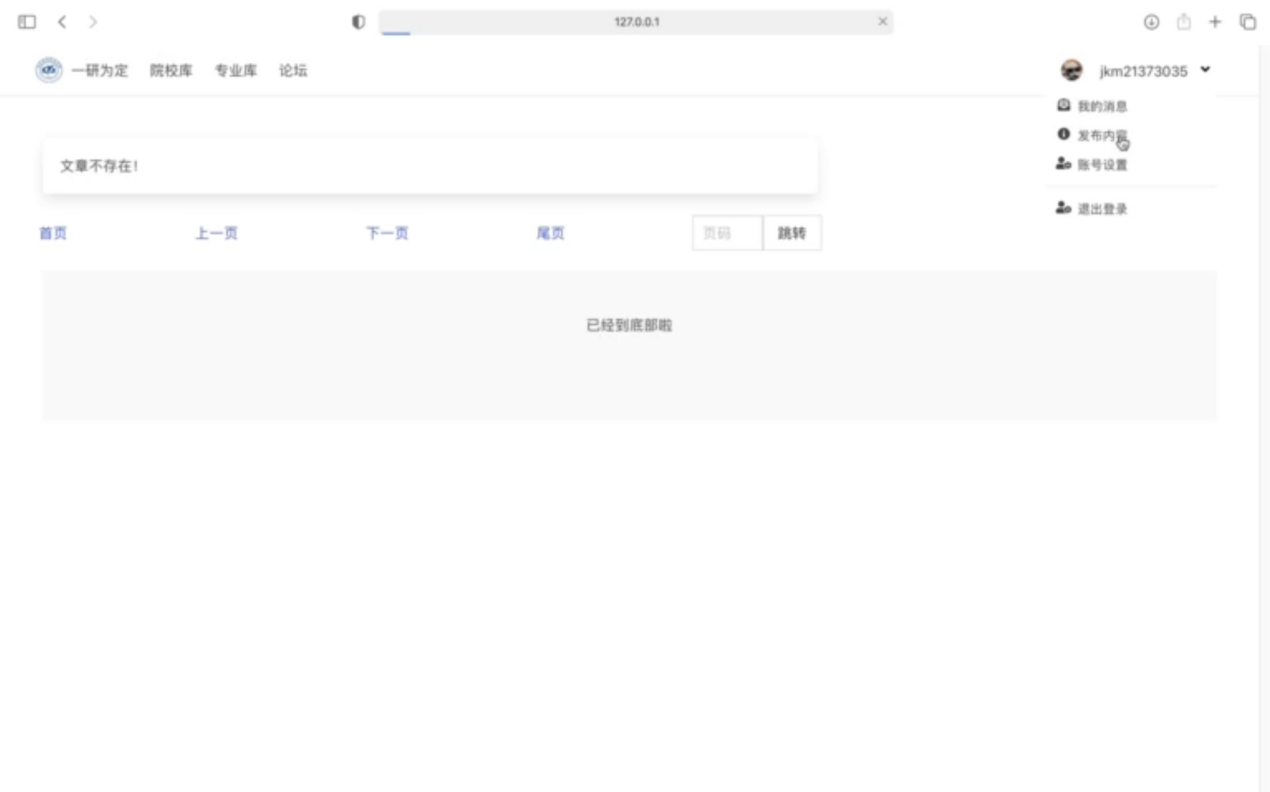 127.0.0.1
一研为定 院校库 专业库 论坛 jkm21373035
我的消息
发布内容
账号设置
退出登录
文章不存在!
首页 上一页 下一页 尾页 页码 跳转
已经到底部啦